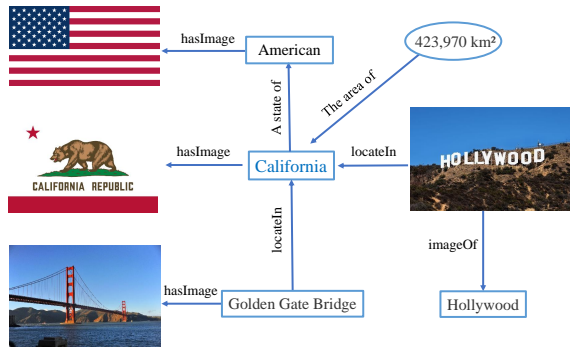 hasImage
American
423,970 km²
A state of
The area of
CALIFORNIA REPUBLIC
hasImage
California
locateIn
HOLLYWOOD
locateIn
imageOf
hasImage
Golden Gate Bridge
Hollywood